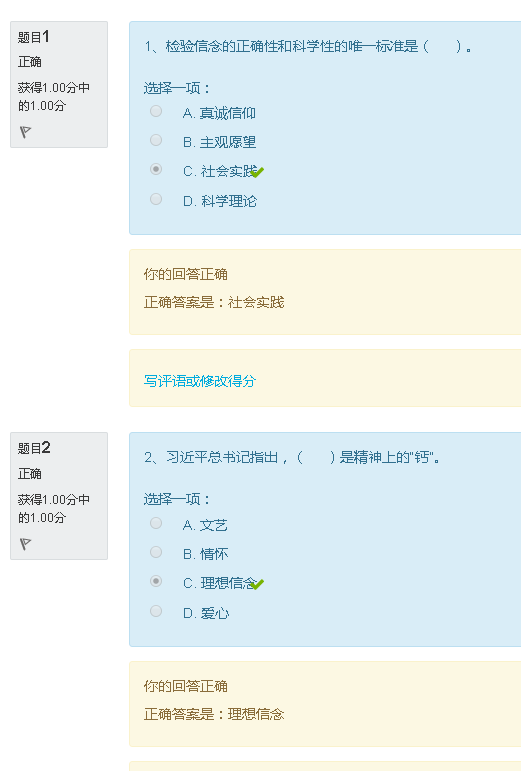 题目1
正确
获得1.00分中
的1.00分
1、检验信念的正确性和科学性的唯一标准是（　　）。
选择一项：
A. 真诚信仰
B. 主观愿望
C. 社会实践
D. 科学理论
你的回答正确
正确答案是：社会实践
写评语或修改得分
题目2
正确
获得1.00分中
的1.00分
2、习近平总书记指出，（　　）是精神上的“钙”。
选择一项：
A. 文艺
B. 情怀
C. 理想信念
D. 爱心
你的回答正确
正确答案是：理想信念